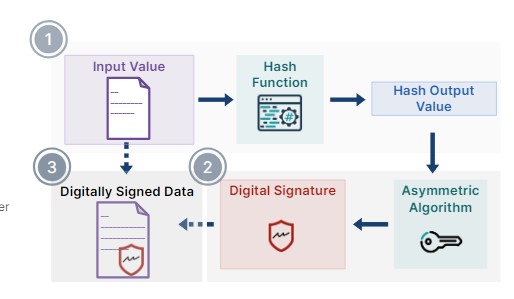 1
Input Value
Hash
Function
Hash Output
Value
3
2
Digitally Signed Data
Digital Signature
Asymmetric
Algorithm
er